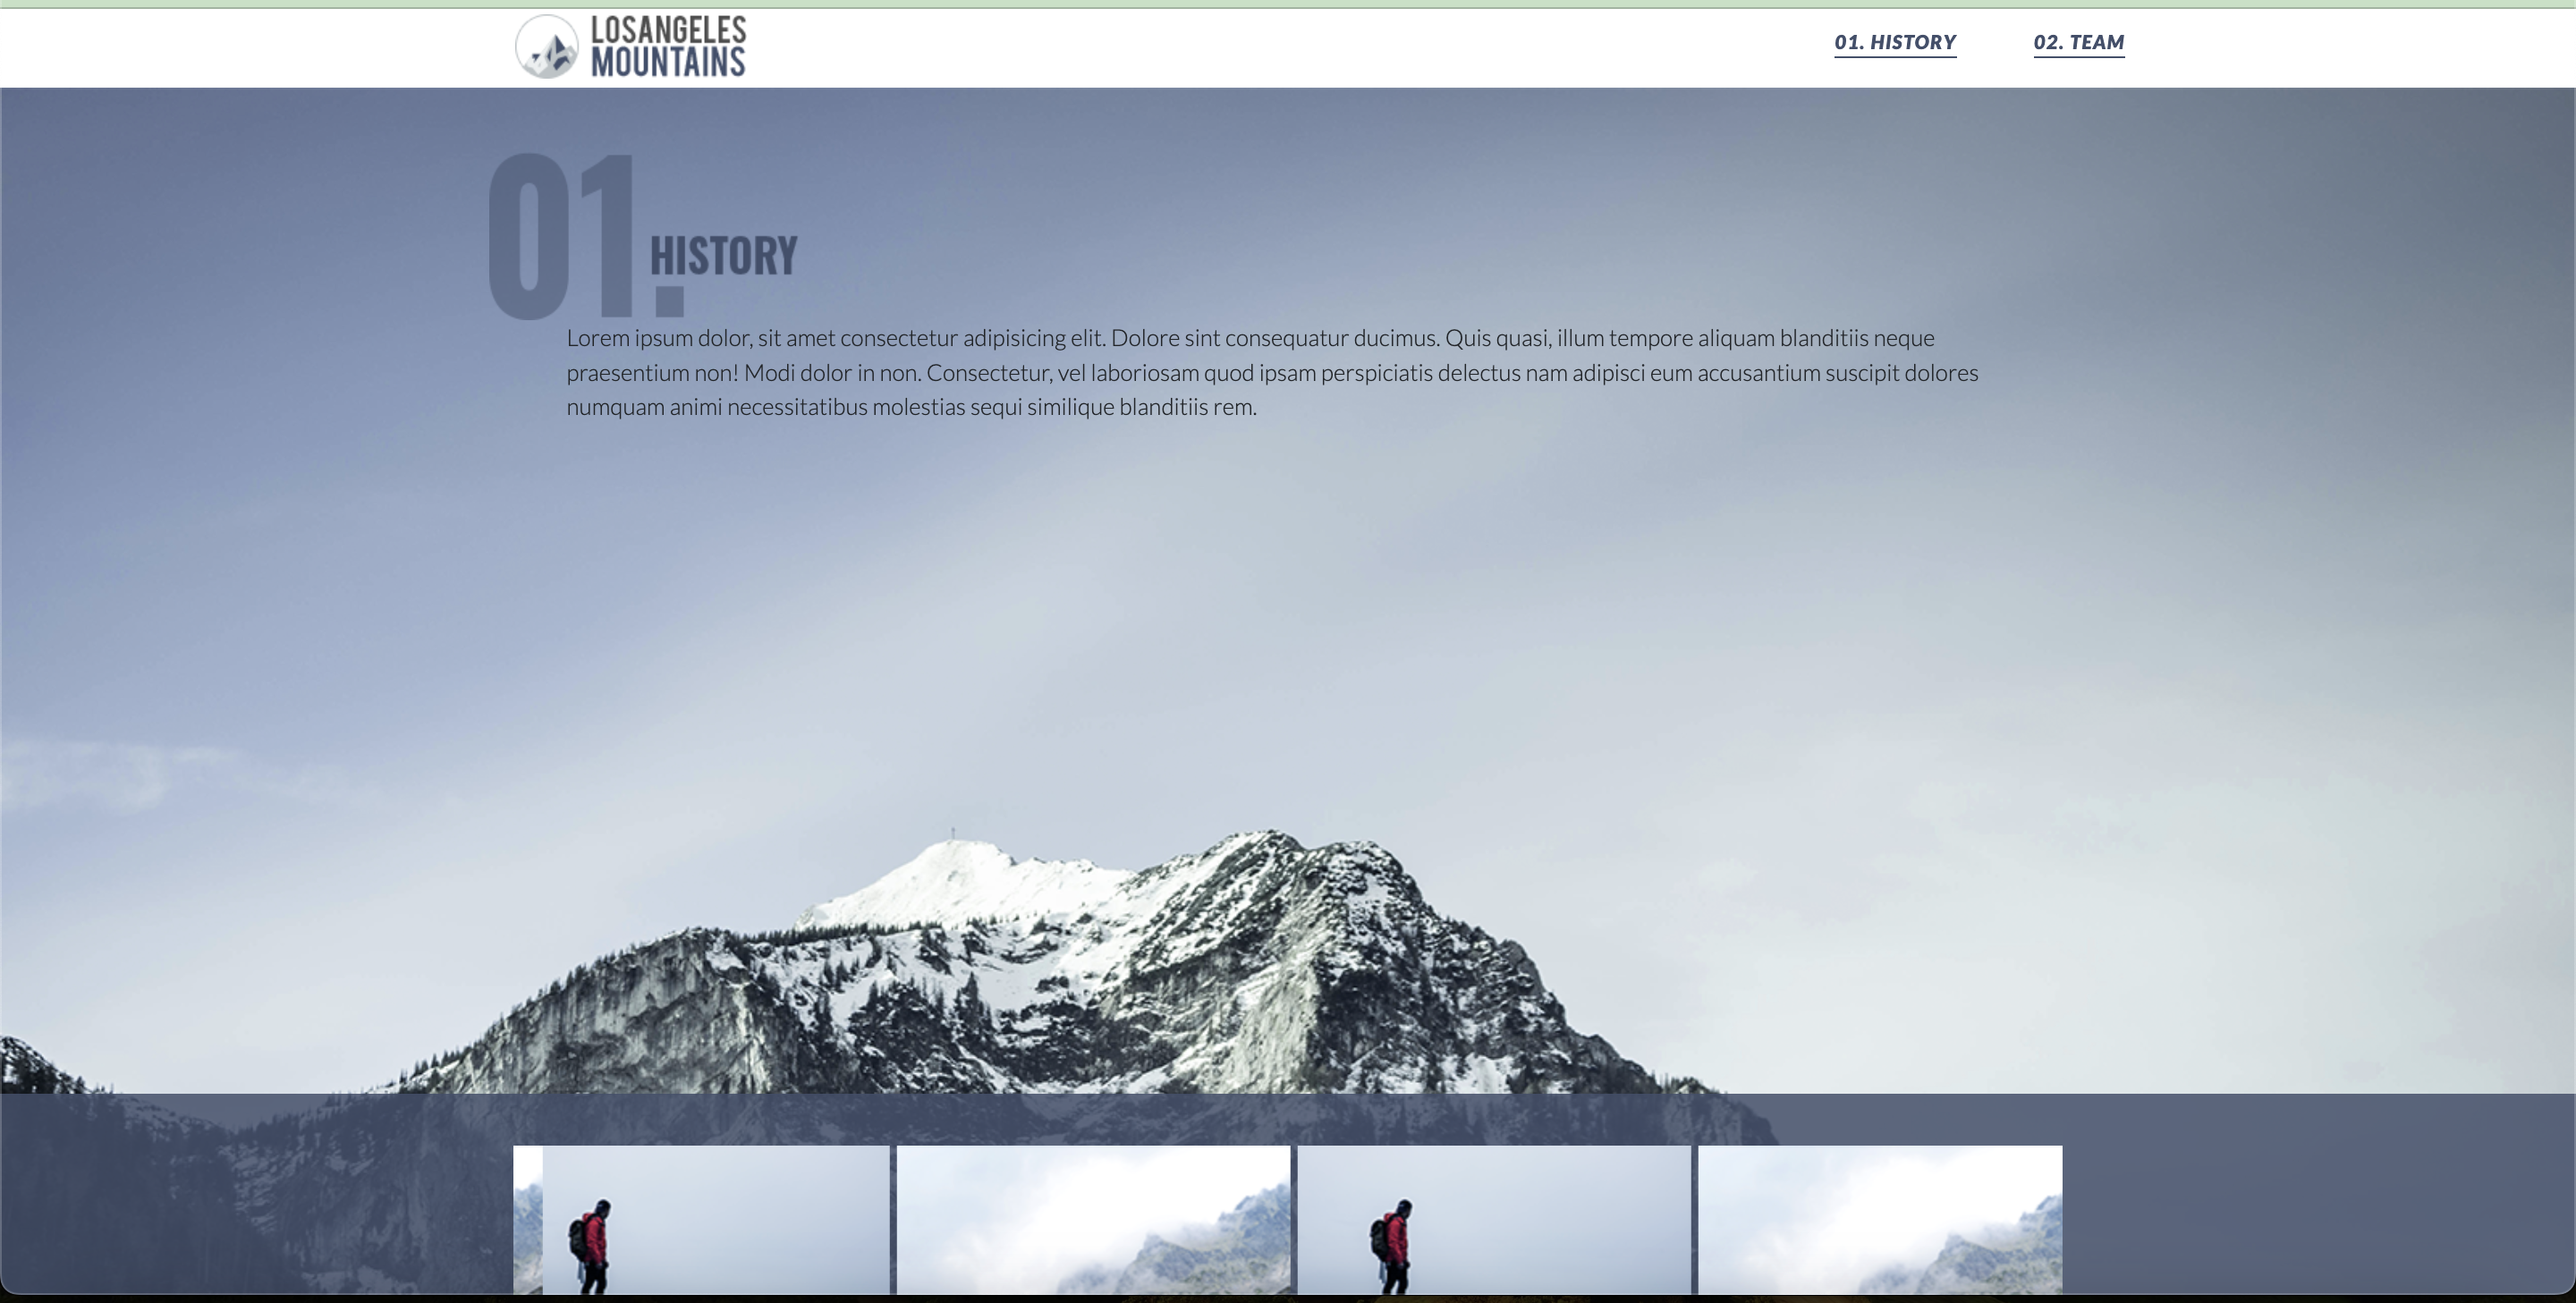 LOSANGELES
MOUNTAINS
01. HISTORY
02. TEAM
01.
HISTORY
Lorem ipsum dolor, sit amet consectetur adipisicing elit. Dolore sint consequatur ducimus. Quis quasi, illum tempore aliquam blanditiis neque
praesentium non! Modi dolor in non. Consectetur, vel laboriosam quod ipsam perspiciatis delectus nam adipisci eum accusantium suscipit dolores
numquam animi necessitatibus molestias sequi similique blanditiis rem.